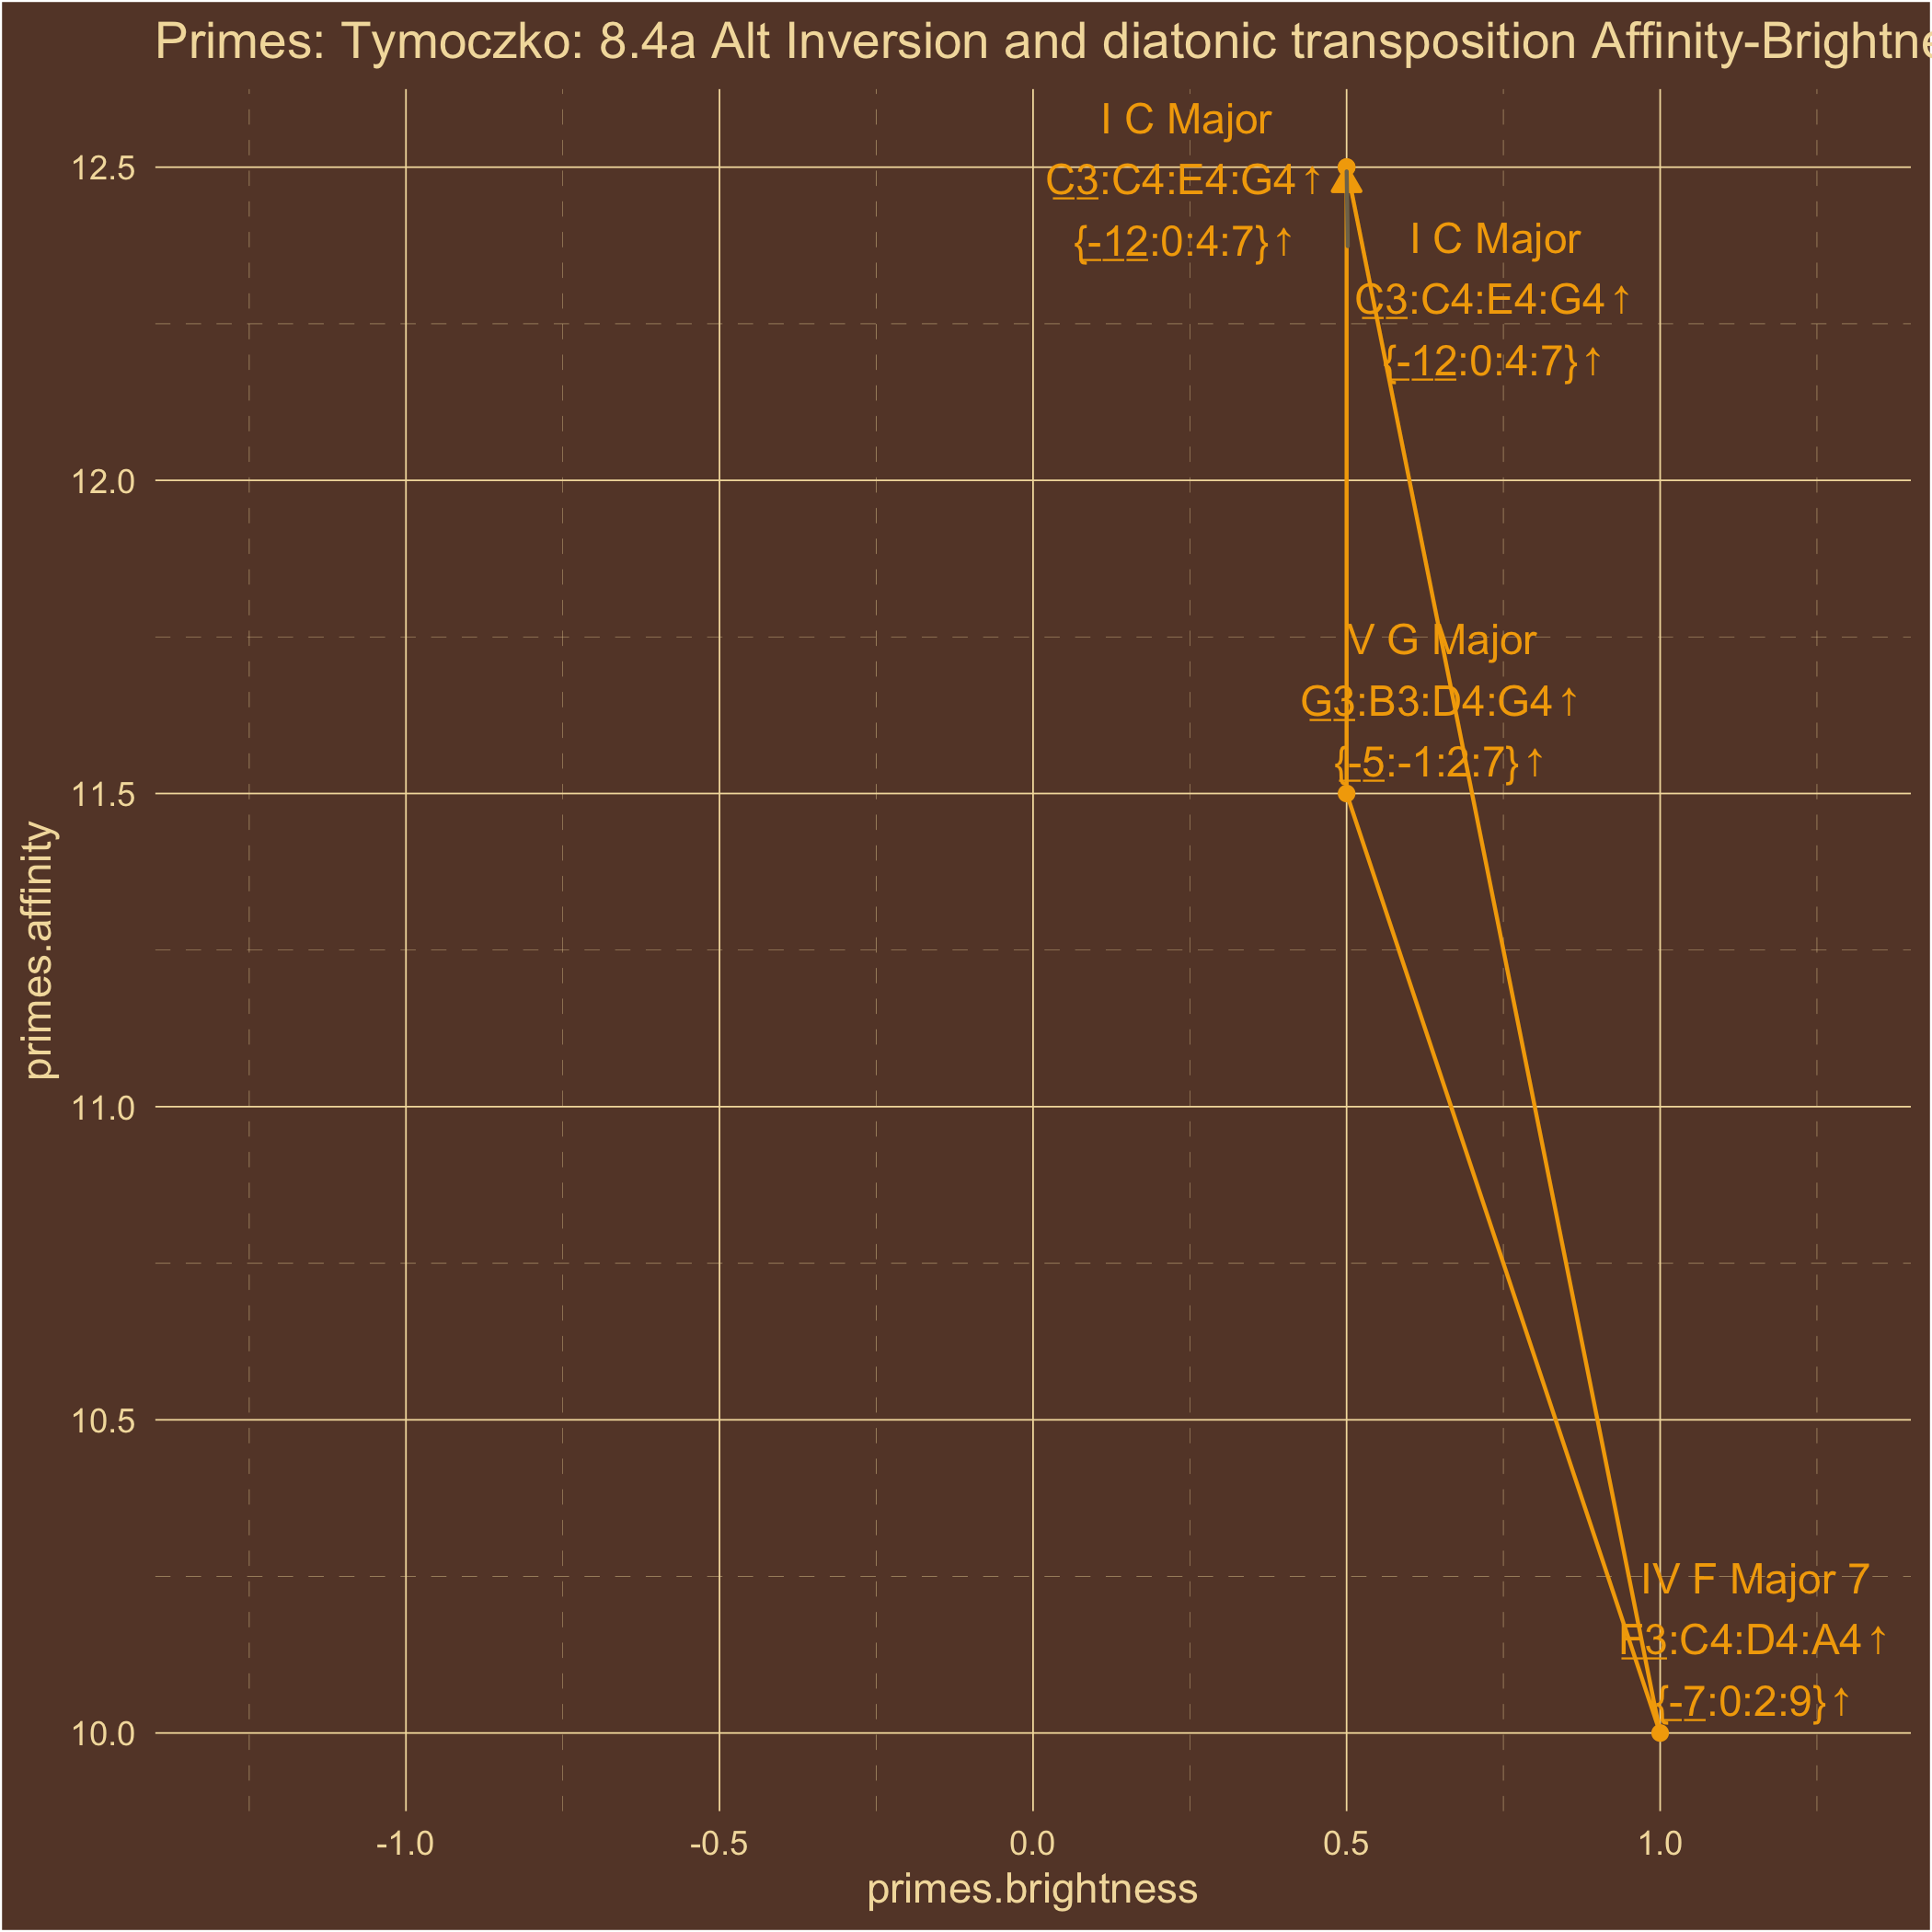 Primes: Tymoczko: 8.4a Alt Inversion and diatonic transposition Affinity-Brightne
I C Major
C3:C4:E4:G4↑
{-12:0:4:7}↑
I C Major
C3:C4:E4:G4↑
{-12:0:4:7}↑
V G Major
G3:B3:D4:G4↑
{-5:-1:2:7}↑
IV F Major 7
F3:C4:D4:A4↑
{-7:0:2:9}↑
12.5
12.0
11.5
11.0
10.5
10.0
primes.affinity
-1.0
-0.5
0.0
0.5
1.0
primes.brightness